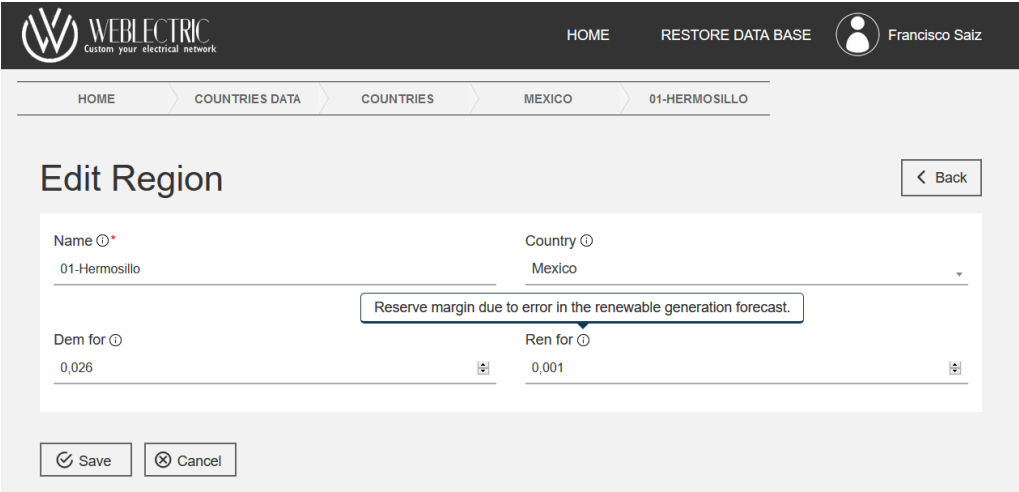 WEBLECTRIC
Custom your electrical network
HOME
RESTORE DATA BASE
Francisco Saiz
HOME
COUNTRIES DATA
COUNTRIES
MEXICO
01-HERMOSILLO
Edit Region
Back
Name *
Country
01-Hermosillo
Mexico
Reserve margin due to error in the renewable generation forecast.
Dem for
Ren for
0,026
0,001
Save
Cancel